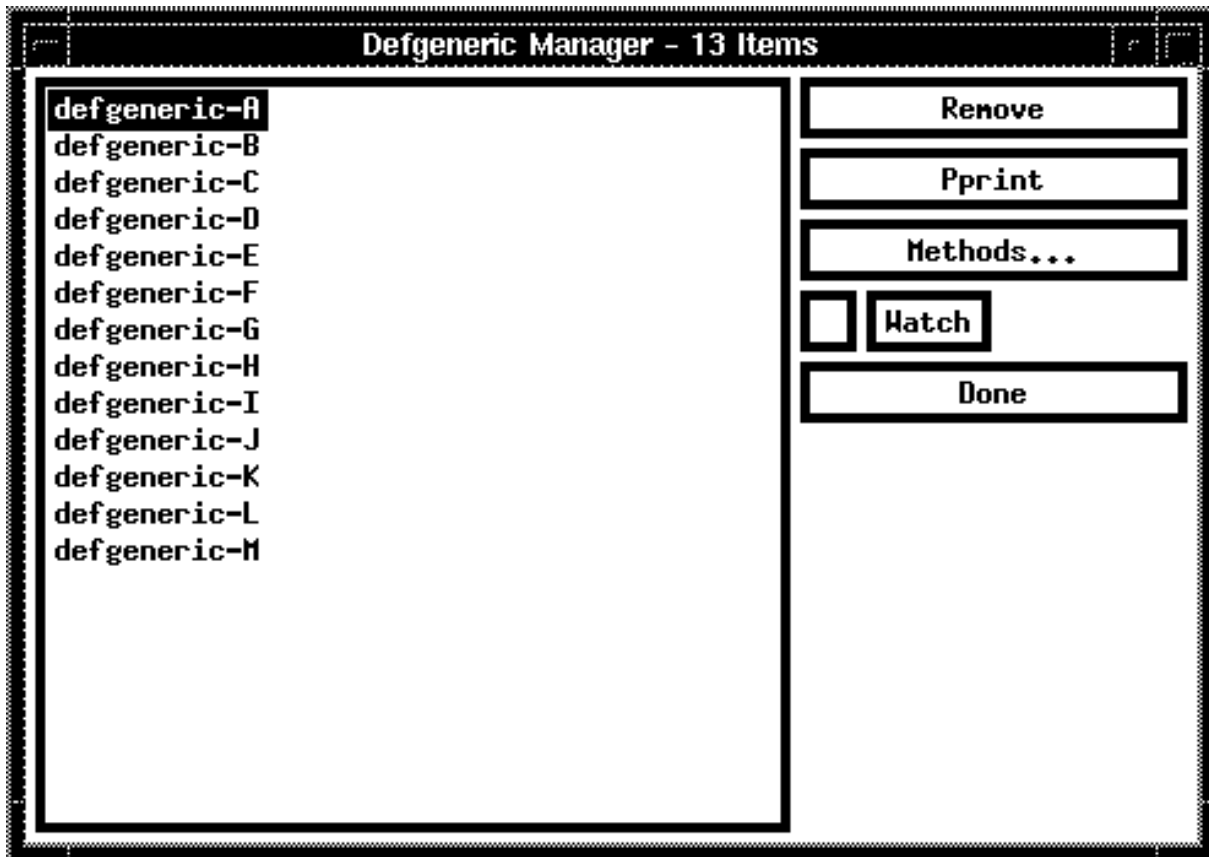 Defgeneric Manager - 13 Items
defgeneric-A
defgeneric-B
defgeneric-C
defgeneric-D
defgeneric-E
defgeneric-F
defgeneric-G
defgeneric-H
defgeneric-I
defgeneric-J
defgeneric-K
defgeneric-L
defgeneric-M
Remove
Pprint
Methods...
Watch
Done